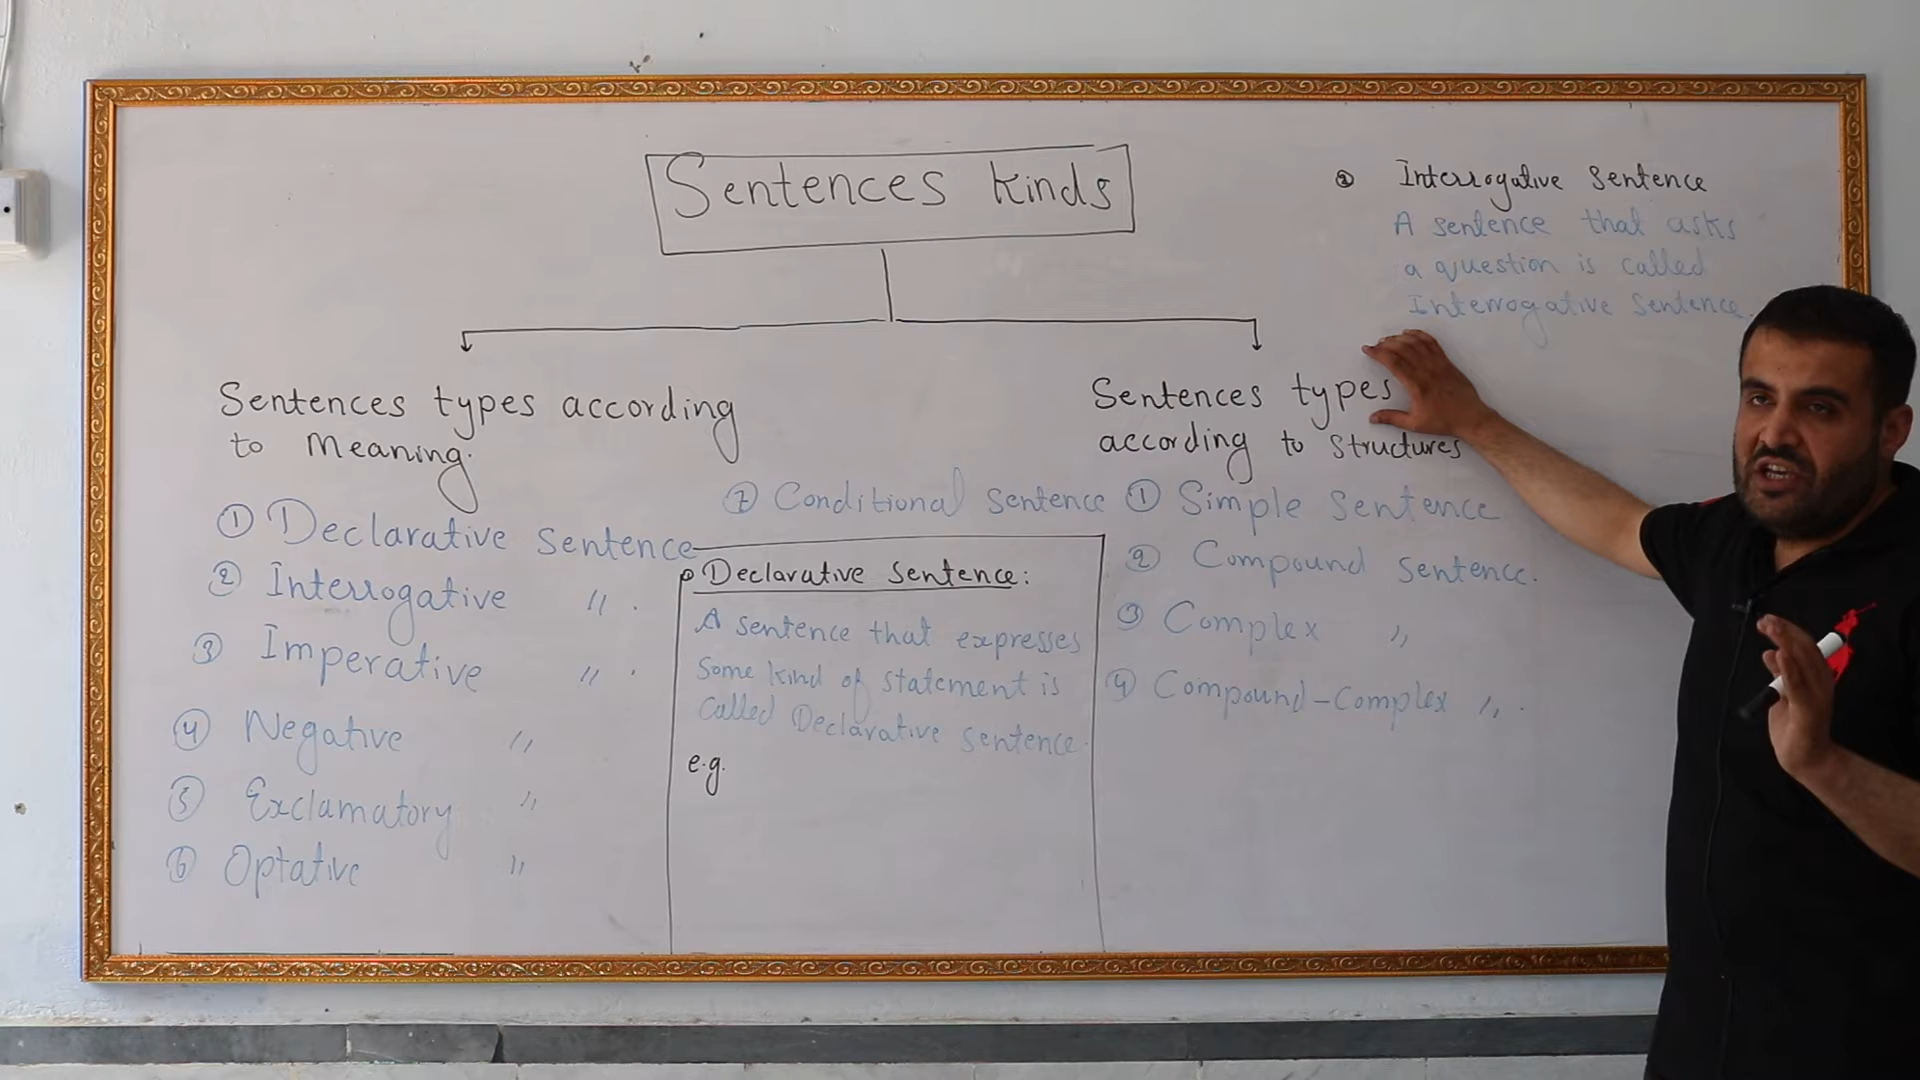 Sentences kinds
Sentences types according
to Meaning.
① Declarative Sentence
② Interrogative " .
③ Imperative " .
④ Negative "
⑤ Exclamatory "
⑥ Optative "
⑦ Conditional Sentence
Declarative Sentence:
A sentence that expresses
Some kind of statement is
Called Declarative sentence.
e.g.
Sentences types
according to structures
① Simple Sentence
② Compound sentence.
③ Complex "
④ Compound-Complex " .
② Interrogative Sentence
A sentence that asks
a question is called
Interrogative Sentence.